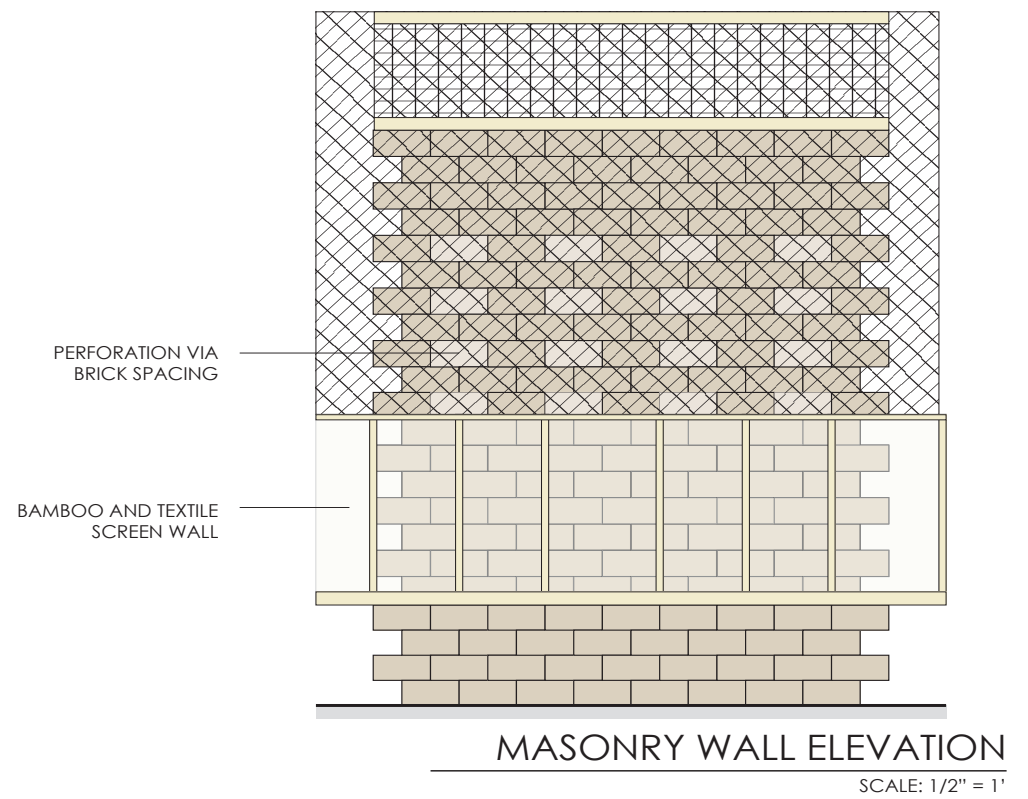 PERFORATION VIA
BRICK SPACING
BAMBOO AND TEXTILE
SCREEN WALL
MASONRY WALL ELEVATION
SCALE: 1/2” = 1’